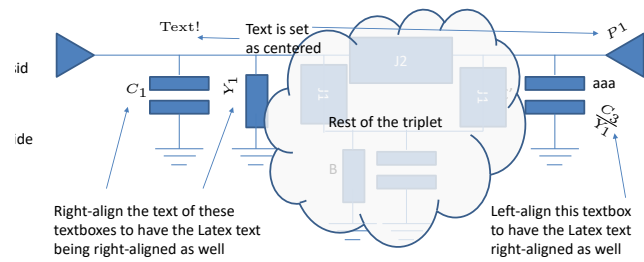 Text!
Text is set
as centered
P1
J2
sid
C1
Y1
J1
J1
aaa
C3
Y1
ide
Rest of the triplet
B
Right-align the text of these
textboxes to have the Latex text
being right-aligned as well
Left-align this textbox
to have the Latex text
right-aligned as well